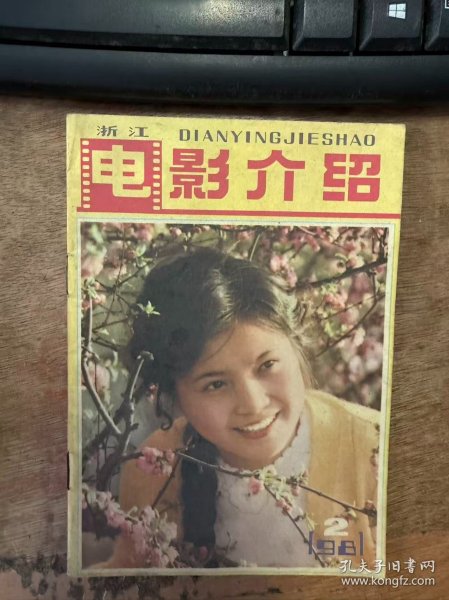 浙江 DIANYINGJIESHAO
电影介绍
2
1981
孔夫子旧书网
www.kongfz.com